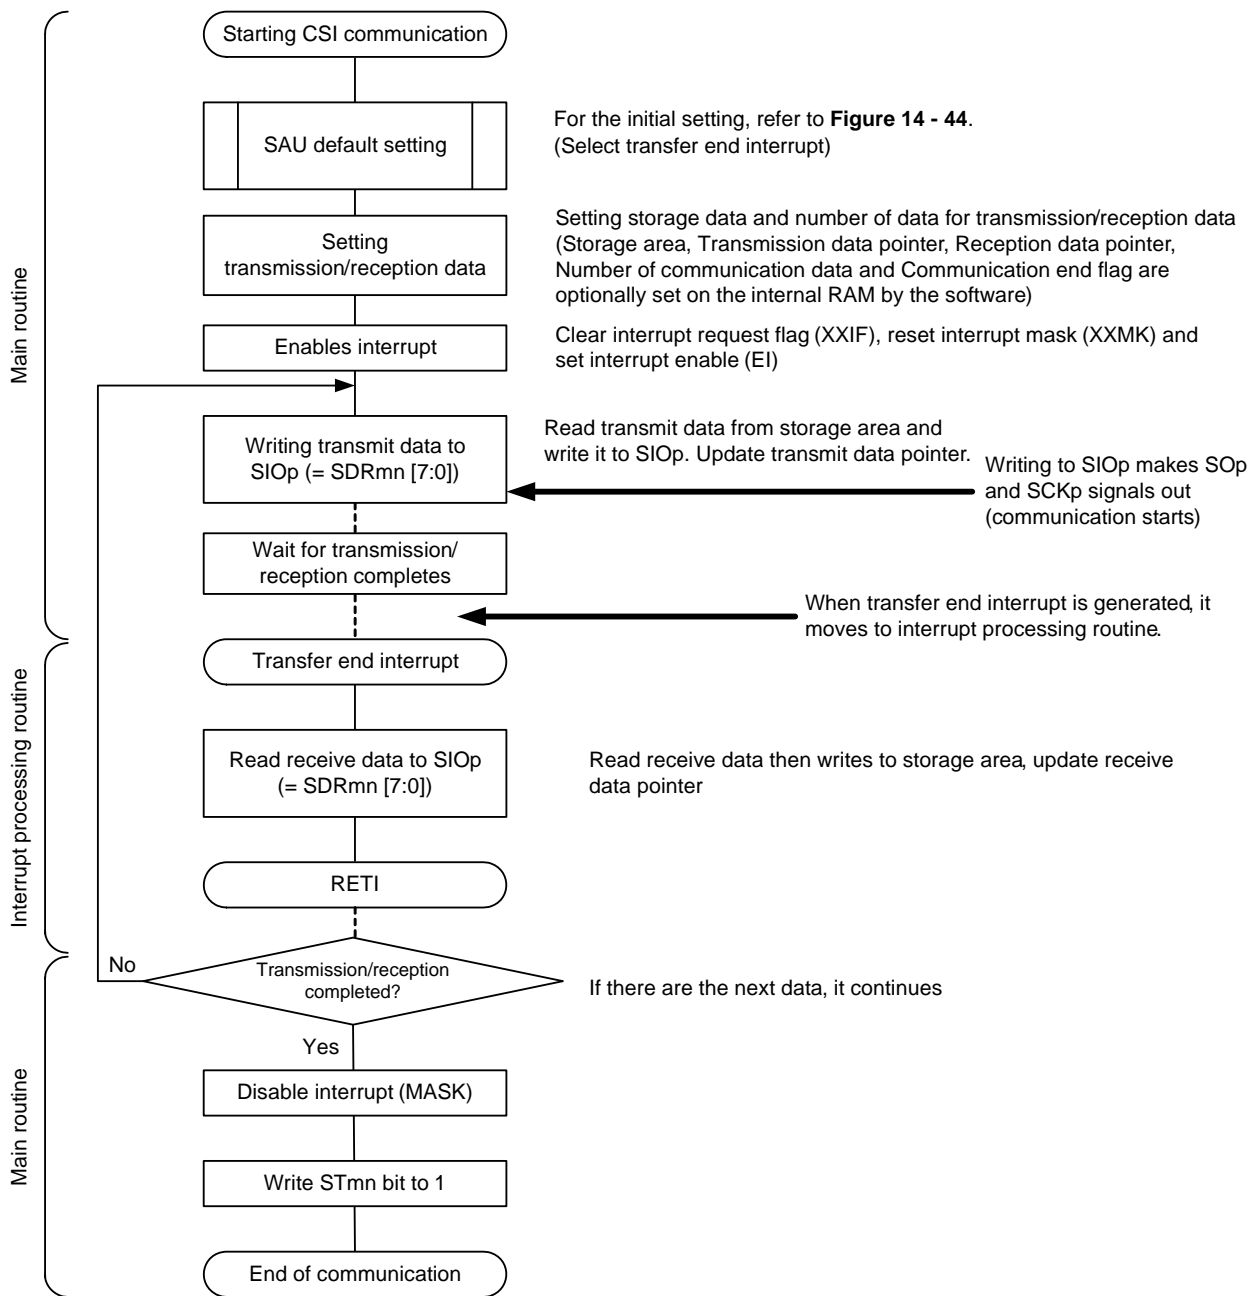 Starting CSI communication
SAU default setting
For the initial setting, refer to Figure 14 - 44.
(Select transfer end interrupt)
Setting
transmission/reception data
Setting storage data and number of data for transmission/reception data
(Storage area, Transmission data pointer, Reception data pointer,
Number of communication data and Communication end flag are
optionally set on the internal RAM by the software)
Main routine
Enables interrupt
Clear interrupt request flag (XXIF), reset interrupt mask (XXMK) and
set interrupt enable (EI)
Writing transmit data to
SIOp (= SDRmn [7:0])
Read transmit data from storage area and
write it to SIOp. Update transmit data pointer.
Writing to SIOp makes SOp
and SCKp signals out
(communication starts)
Wait for transmission/
reception completes
When transfer end interrupt is generated, it
moves to interrupt processing routine.
Transfer end interrupt
Interrupt processing routine
Read receive data to SIOp
(= SDRmn [7:0])
Read receive data then writes to storage area, update receive
data pointer
RETI
No
Transmission/reception
completed?
If there are the next data, it continues
Yes
Main routine
Disable interrupt (MASK)
Write STmn bit to 1
End of communication